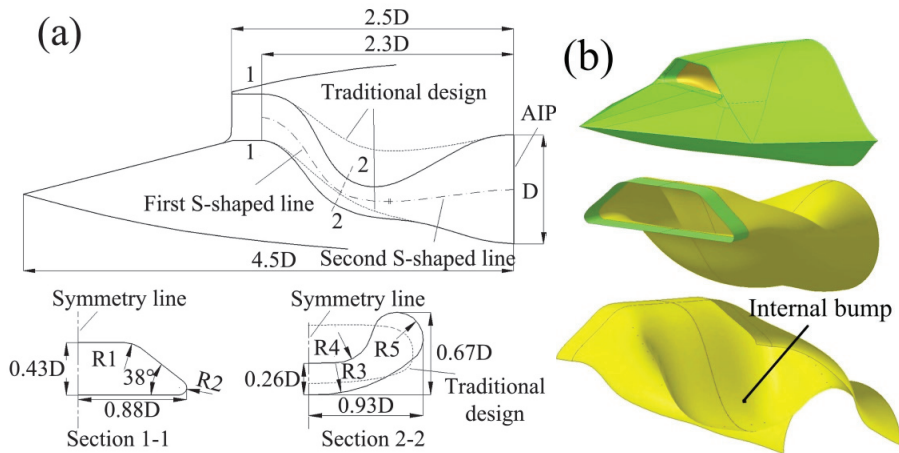 (a)
2.5D
2.3D
1
Traditional design
AIP
1
2
2
D
First S-shaped line
Second S-shaped line
4.5D
Symmetry line
0.43D
R1
38°
R2
0.88D
Section 1-1
Symmetry line
R4
R5
R3
0.26D
0.67D
0.93D
Traditional
design
Section 2-2
(b)
Internal bump